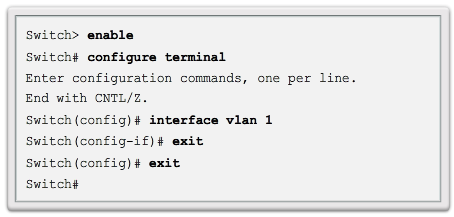 Switch> enable
Switch# configure terminal
Enter configuration commands, one per line.
End with CNTL/Z.
Switch(config)# interface vlan 1
Switch(config-if)# exit
Switch(config)# exit
Switch#